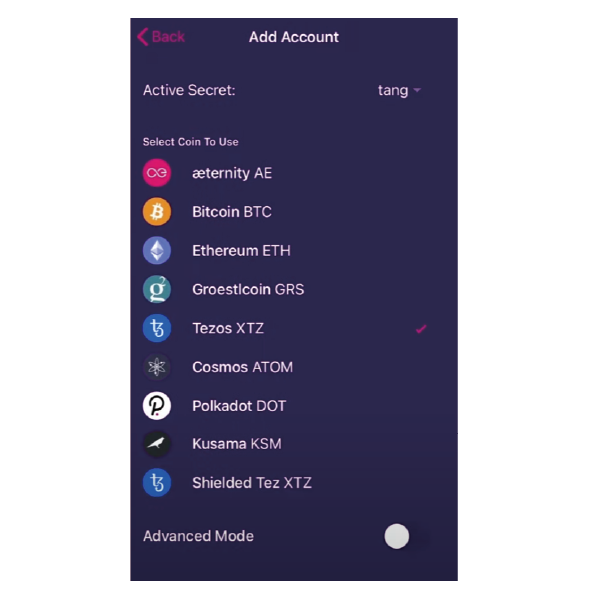 Back
Add Account
Active Secret:
tang
Select Coin To Use
æternity AE
Bitcoin BTC
Ethereum ETH
Groestlcoin GRS
Tezos XTZ
Cosmos ATOM
Polkadot DOT
Kusama KSM
Shielded Tez XTZ
Advanced Mode